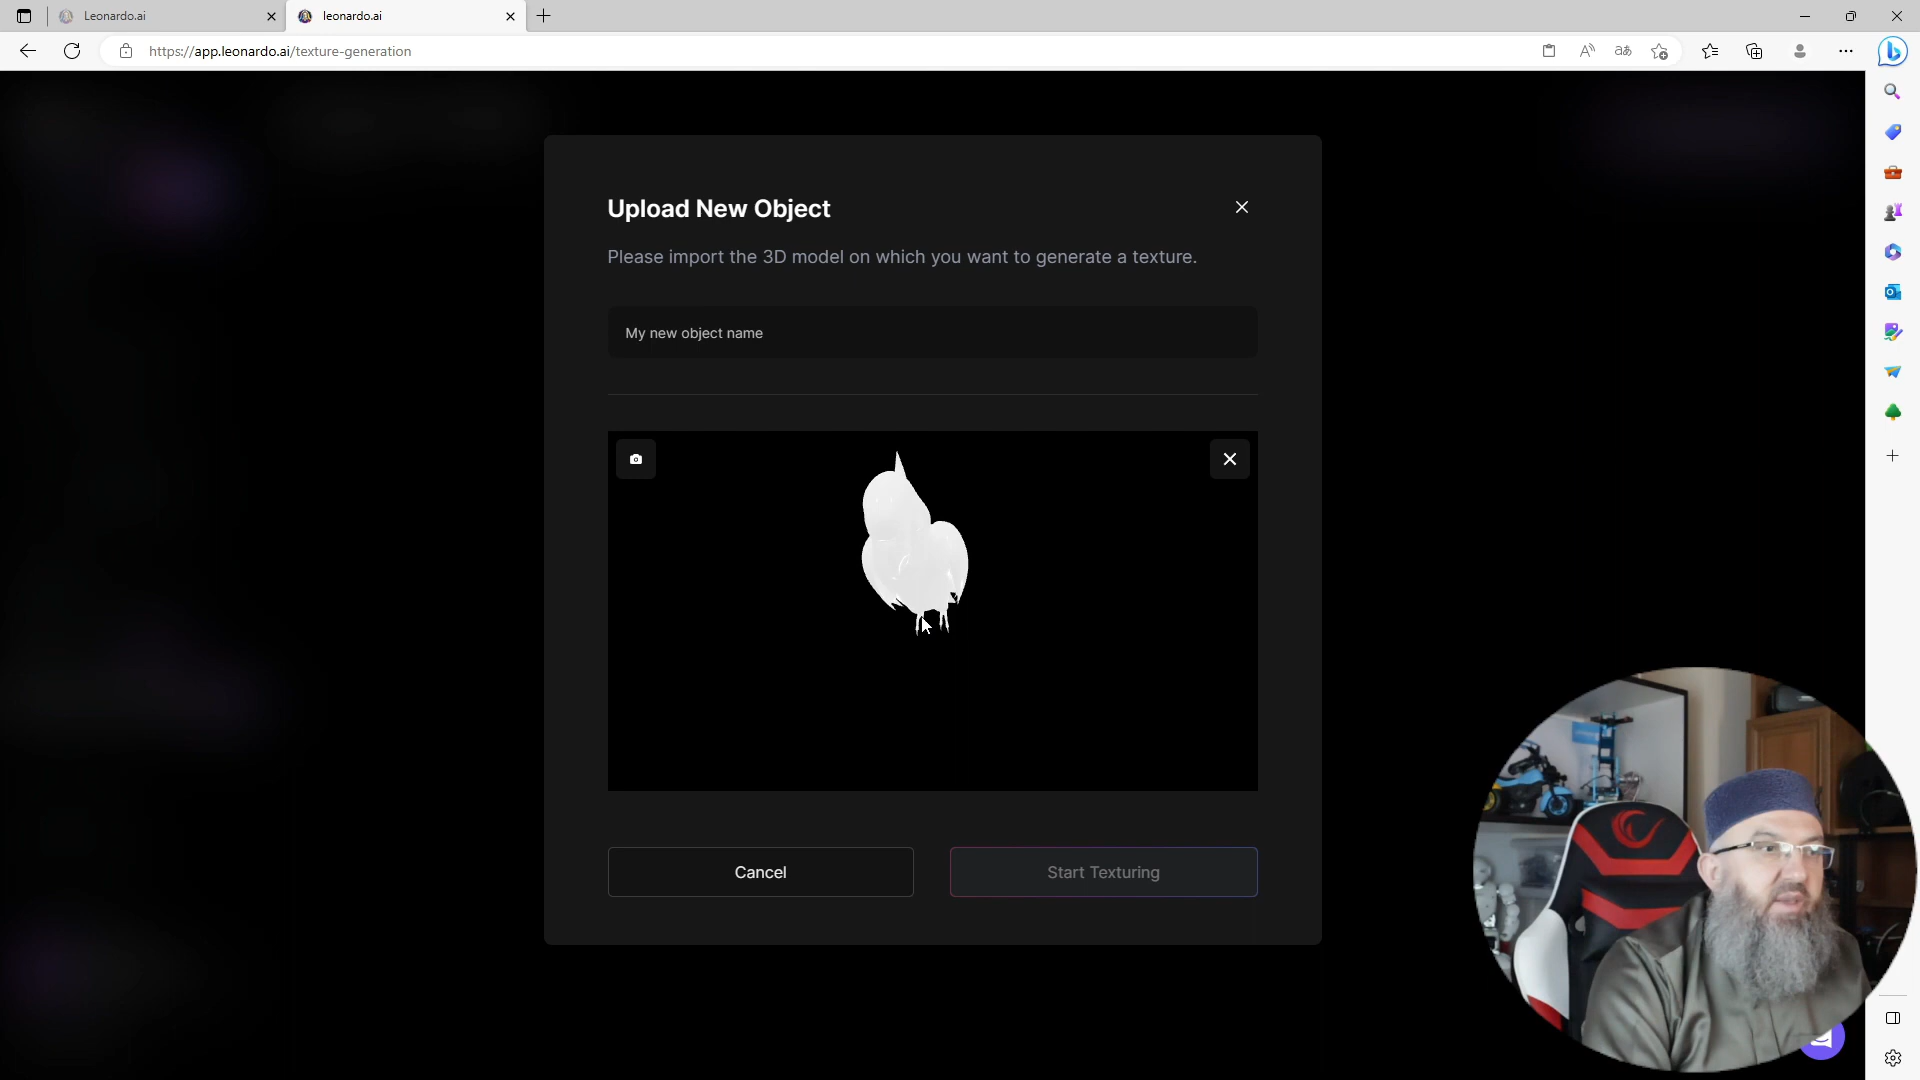 Leonardo.ai
leonardo.ai
https://app.leonardo.ai/texture-generation
Upload New Object
Please import the 3D model on which you want to generate a texture.
My new object name
Cancel
Start Texturing